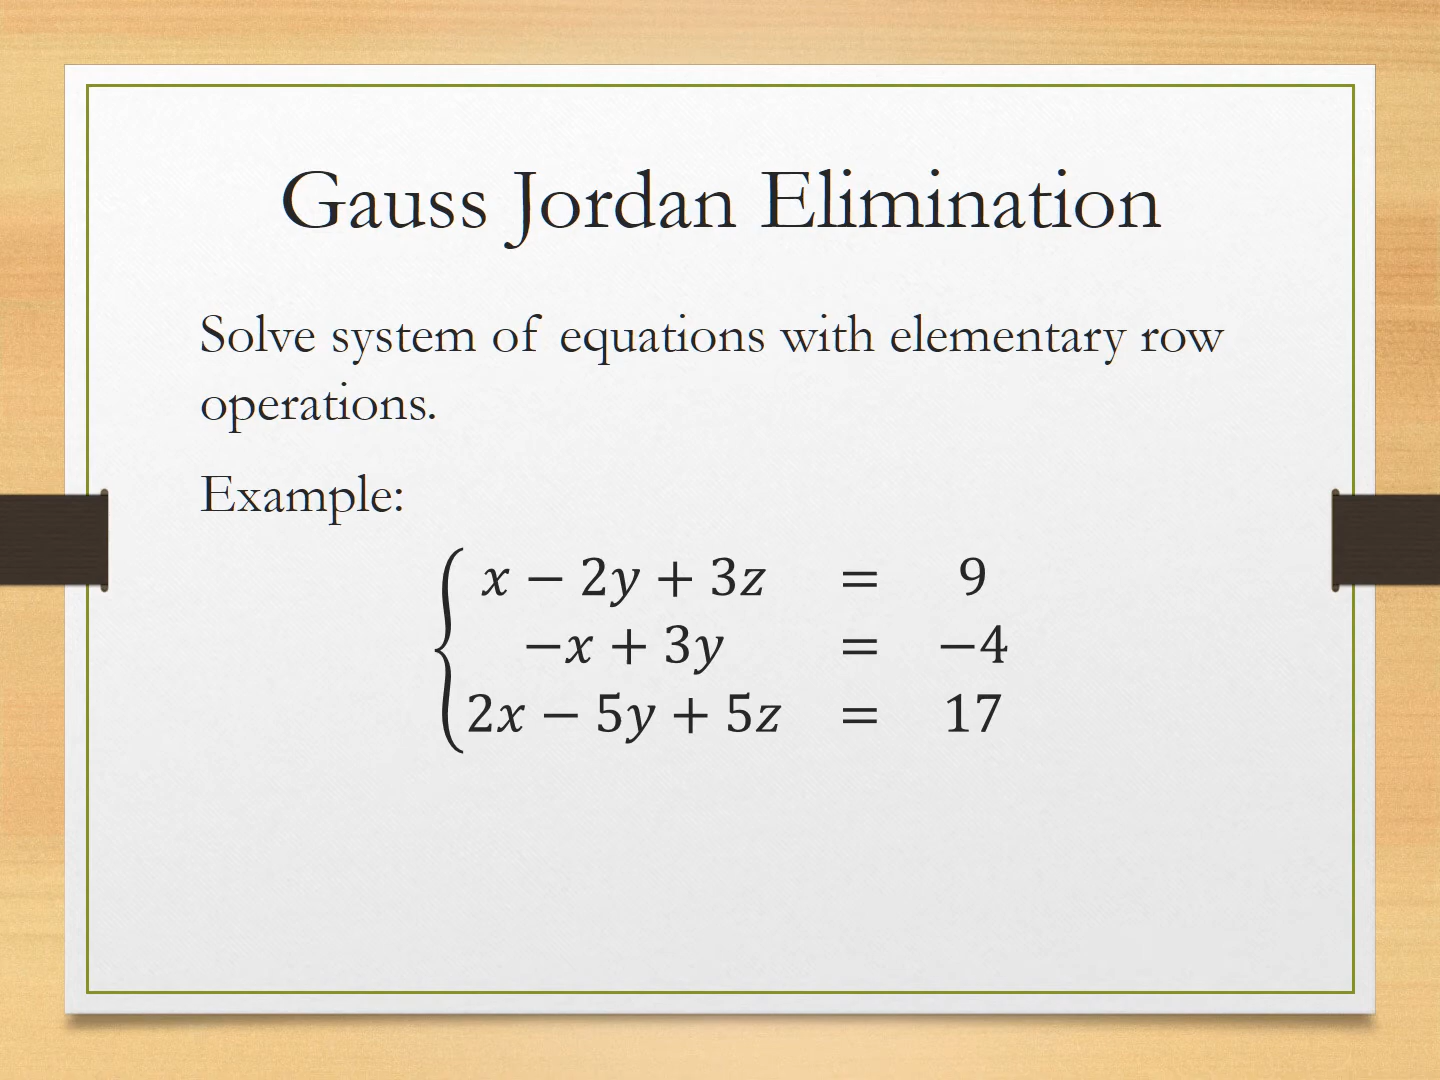 Gauss Jordan Elimination
Solve system of equations with elementary row
operations.
Example:
x − 2y + 3z = 9
−x + 3y = −4
2x − 5y + 5z = 17